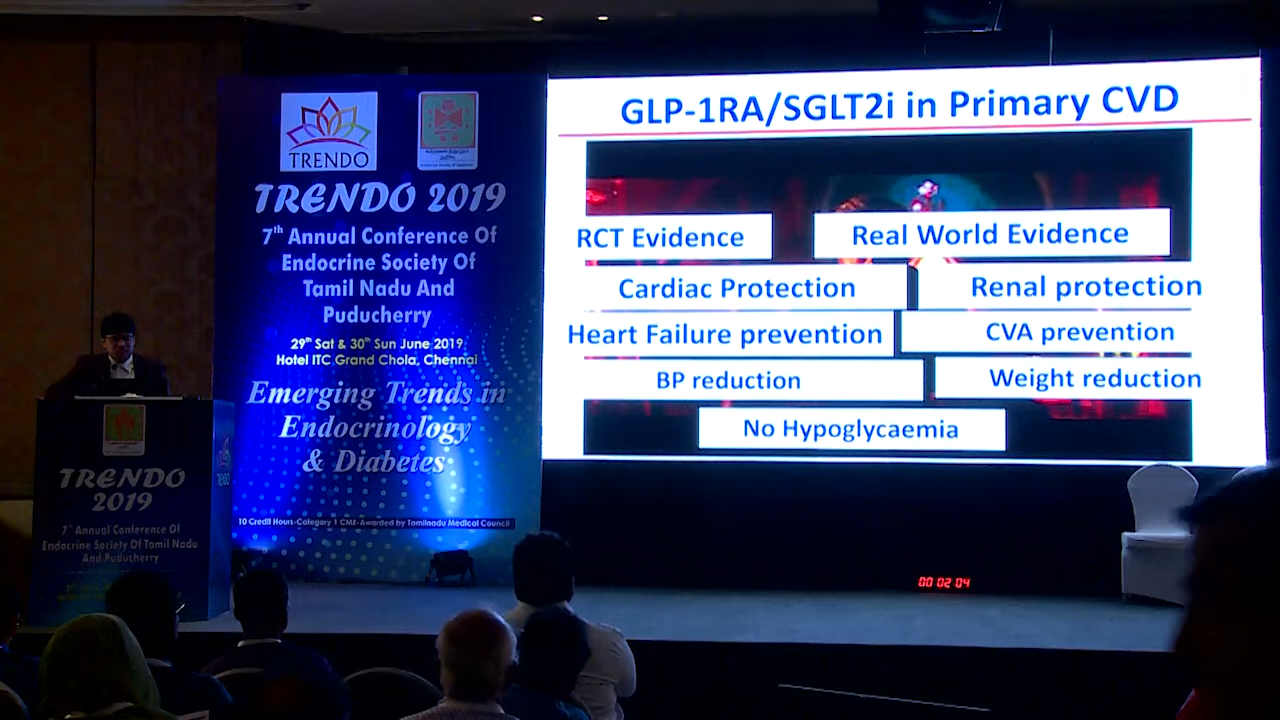 TRENDO
TRENDO 2019
7th Annual Conference Of
Endocrine Society Of
Tamil Nadu And
Puducherry
29th Sat & 30th Sun June 2019
Hotel ITC Grand Chola, Chennai
Emerging Trends in
Endocrinology
& Diabetes
10 Credit Hours-Category 1 CME-Awarded by Tamilnadu Medical Council
GLP-1RA/SGLT2i in Primary CVD
RCT Evidence
Real World Evidence
Cardiac Protection
Renal protection
Heart Failure prevention
CVA prevention
BP reduction
Weight reduction
No Hypoglycaemia
TRENDO
2019
7th Annual Conference Of
Endocrine Society Of Tamil Nadu
And Puducherry
TRENDO
00 02 04